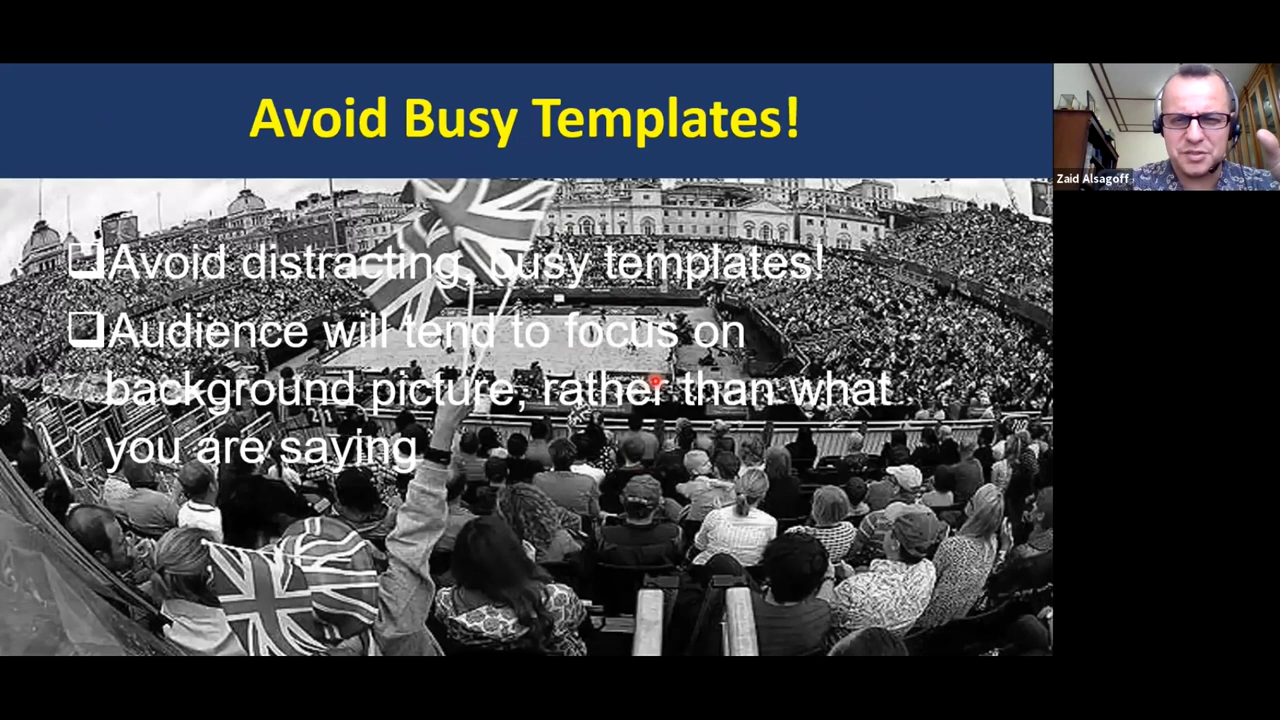 Avoid Busy Templates!
Zaid Alsagoff
Avoid distracting, busy templates!
Audience will tend to focus on
background picture, rather than what
you are saying